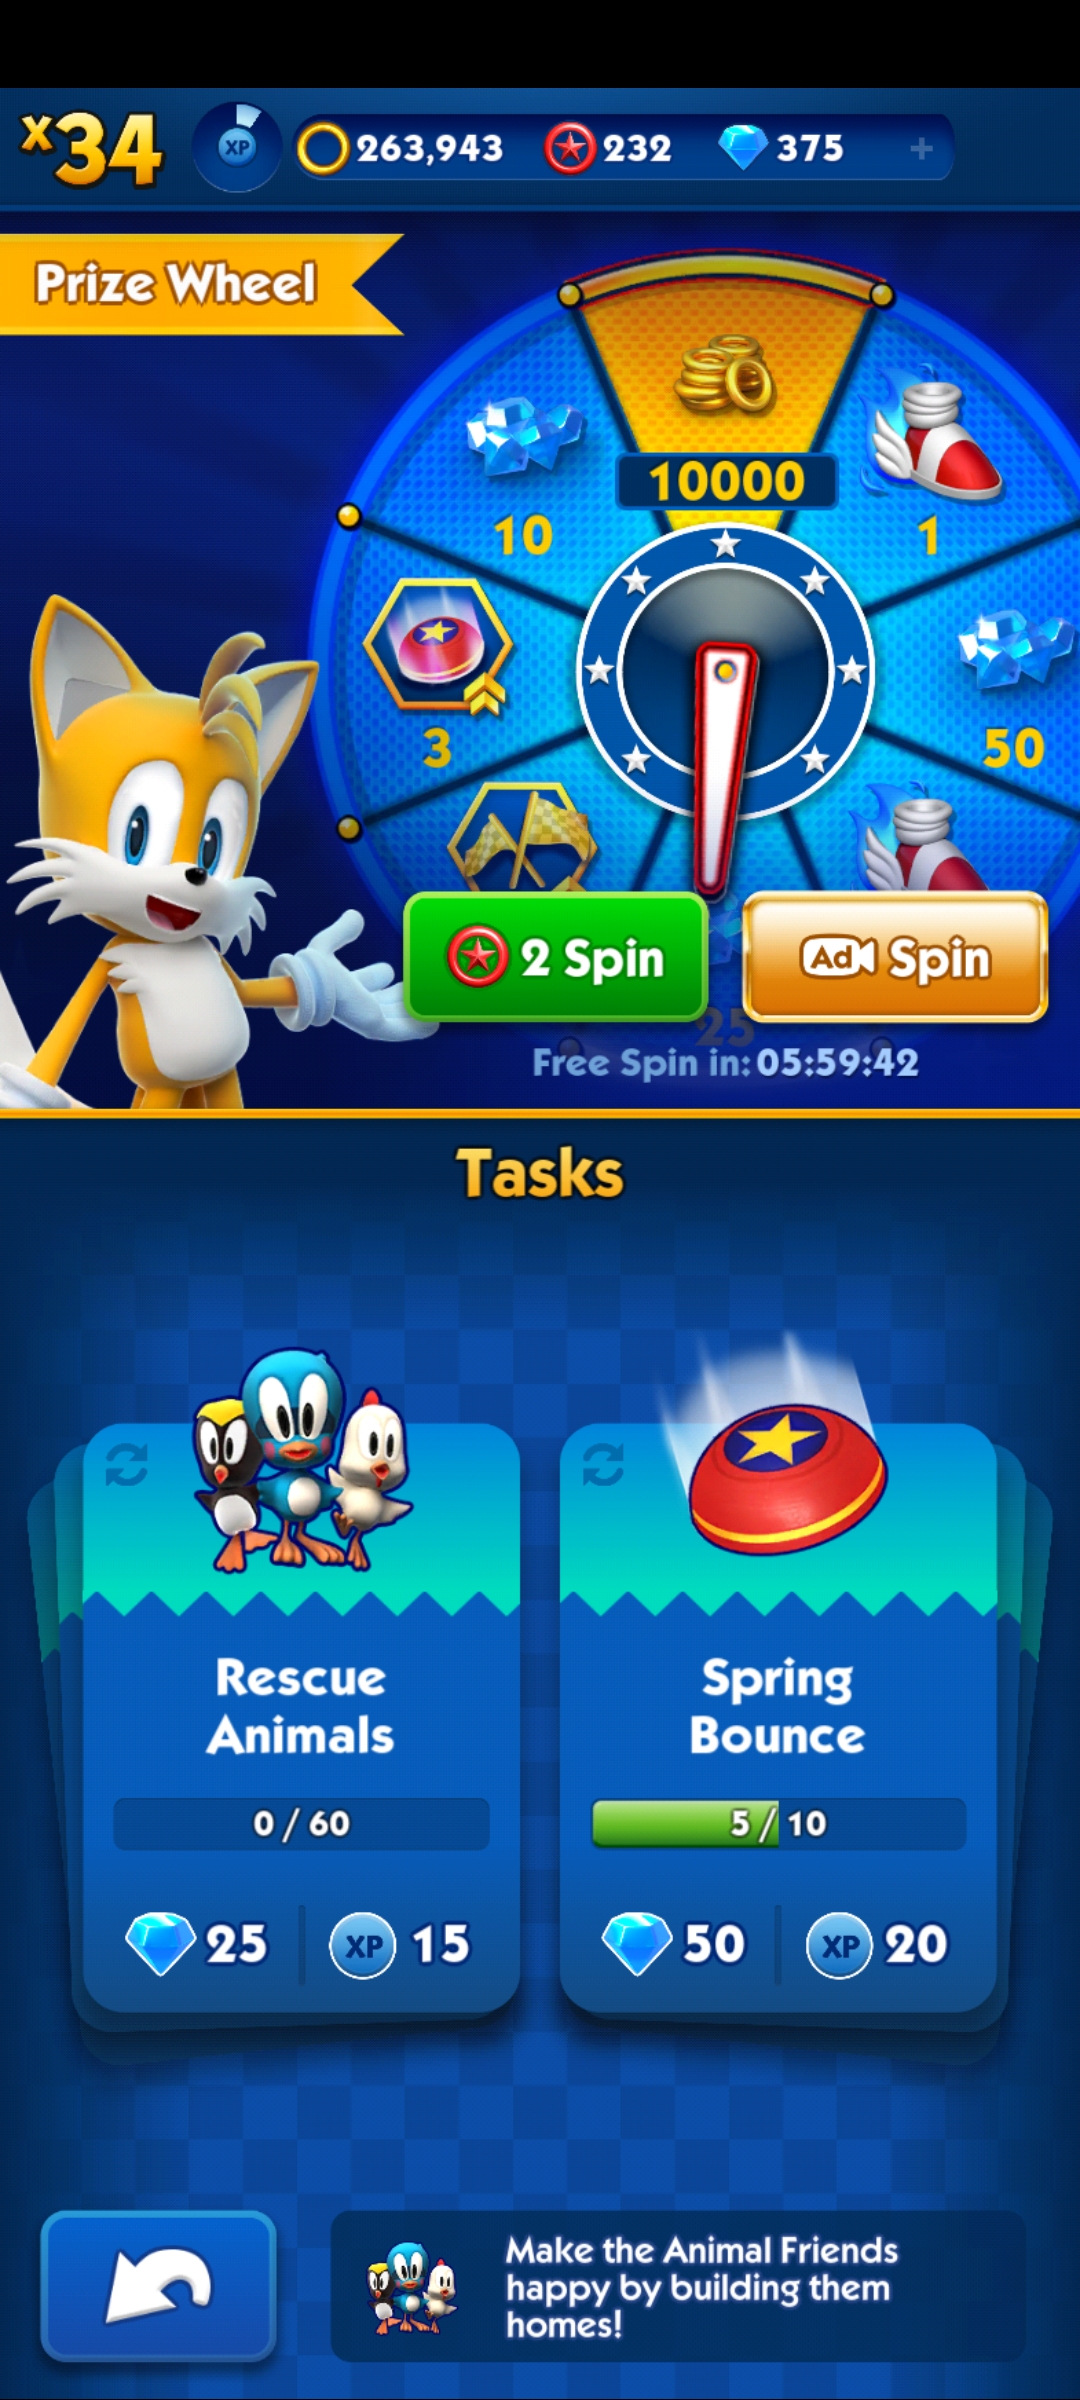 x34
XP
263,943
232
375
+
Prize Wheel
10000
10
1
3
50
2 Spin
Ad Spin
25
Free Spin in: 05:59:42
Tasks
Rescue
Animals
0 / 60
25
XP 15
Spring
Bounce
5 / 10
50
XP 20
Make the Animal Friends
happy by building them
homes!